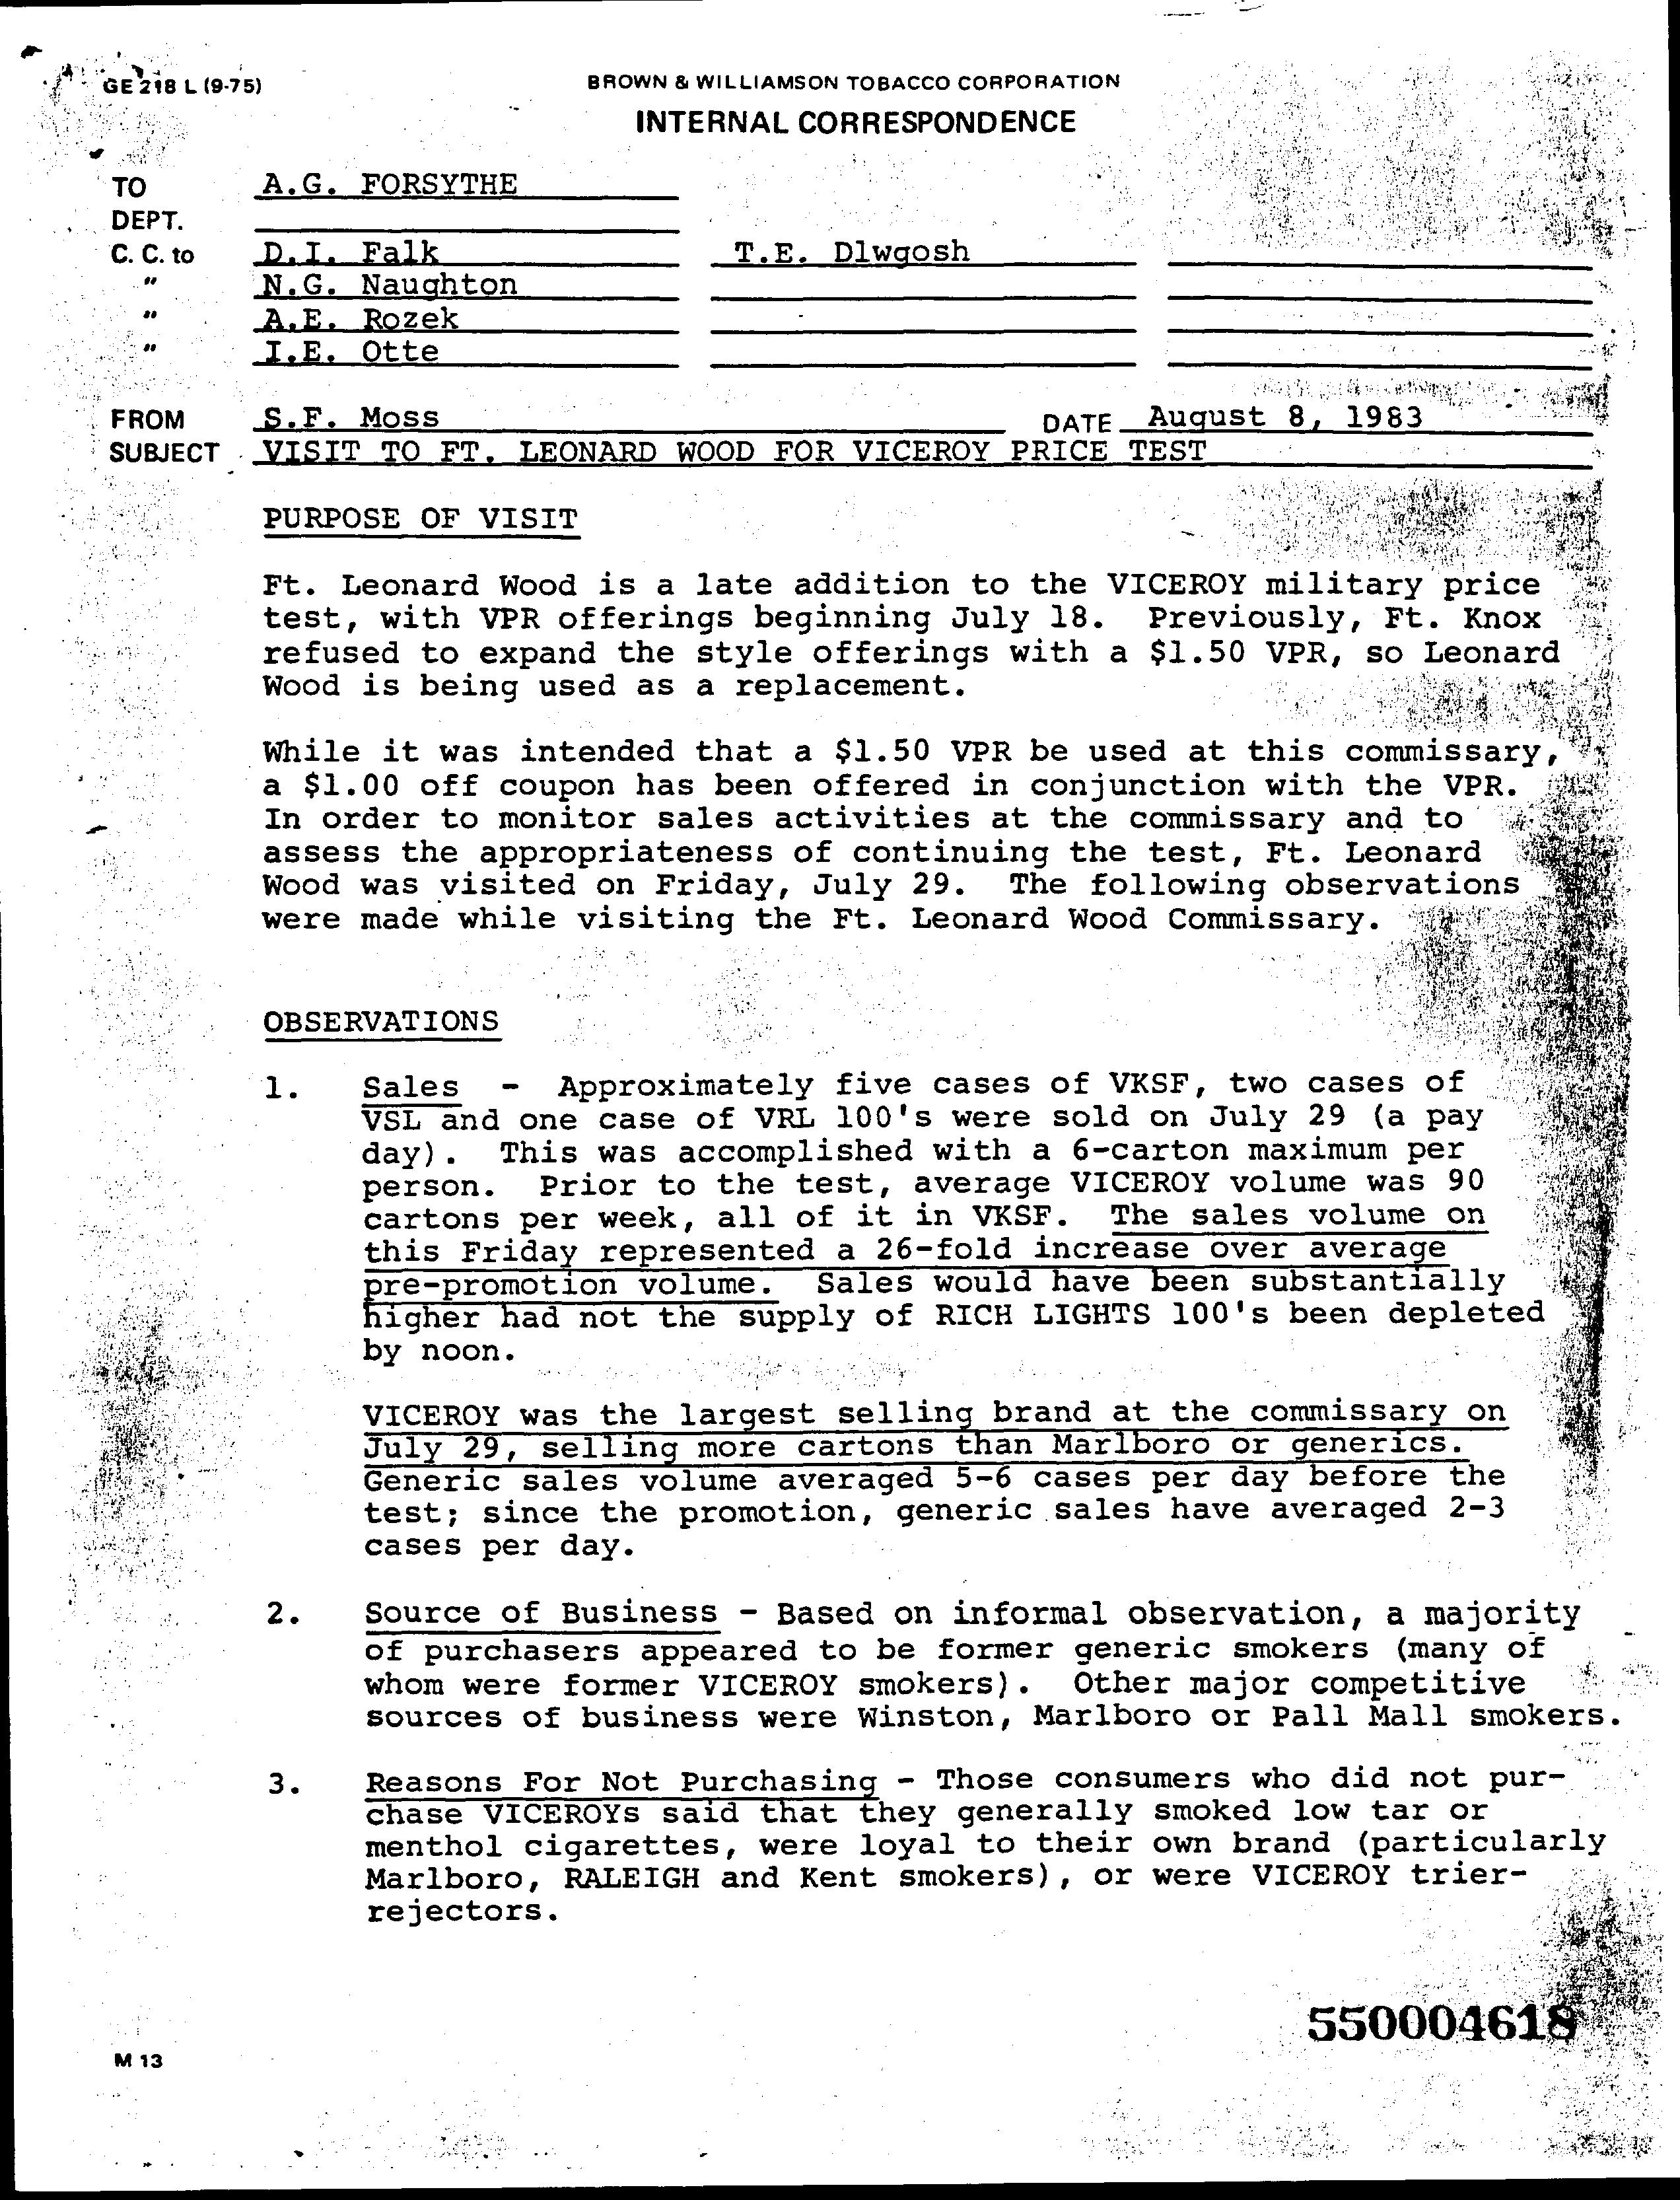 GE 218 L (9-75)
BROWN & WILLIAMSON TOBACCO CORPORATION
INTERNAL CORRESPONDENCE
TO A.G. FORSYTHE
DEPT.
C. C. to D.I. Falk T.E. Dlwgosh
" N.G. Naughton
" A.E. Rozek
" I.E. Otte
FROM S.F. Moss DATE August 8, 1983
SUBJECT VISIT TO FT. LEONARD WOOD FOR VICEROY PRICE TEST
PURPOSE OF VISIT
Ft. Leonard Wood is a late addition to the VICEROY military price
test, with VPR offerings beginning July 18. Previously, Ft. Knox
refused to expand the style offerings with a $1.50 VPR, so Leonard
Wood is being used as a replacement.
While it was intended that a $1.50 VPR be used at this commissary,
a $1.00 off coupon has been offered in conjunction with the VPR.
In order to monitor sales activities at the commissary and to
assess the appropriateness of continuing the test, Ft. Leonard
Wood was visited on Friday, July 29. The following observations
were made while visiting the Ft. Leonard Wood Commissary.
OBSERVATIONS
1. Sales - Approximately five cases of VKSF, two cases of
VSL and one case of VRL 100's were sold on July 29 (a pay
day). This was accomplished with a 6-carton maximum per
person. Prior to the test, average VICEROY volume was 90
cartons per week, all of it in VKSF. The sales volume on
this Friday represented a 26-fold increase over average
pre-promotion volume. Sales would have been substantially
higher had not the supply of RICH LIGHTS 100's been depleted
by noon.
VICEROY was the largest selling brand at the commissary on
July 29, selling more cartons than Marlboro or generics.
Generic sales volume averaged 5-6 cases per day before the
test; since the promotion, generic sales have averaged 2-3
cases per day.
2. Source of Business - Based on informal observation, a majority
of purchasers appeared to be former generic smokers (many of
whom were former VICEROY smokers). Other major competitive
sources of business were Winston, Marlboro or Pall Mall smokers.
3. Reasons For Not Purchasing - Those consumers who did not pur-
chase VICEROYs said that they generally smoked low tar or
menthol cigarettes, were loyal to their own brand (particularly
Marlboro, RALEIGH and Kent smokers), or were VICEROY trier-
rejectors.
550004618
M 13